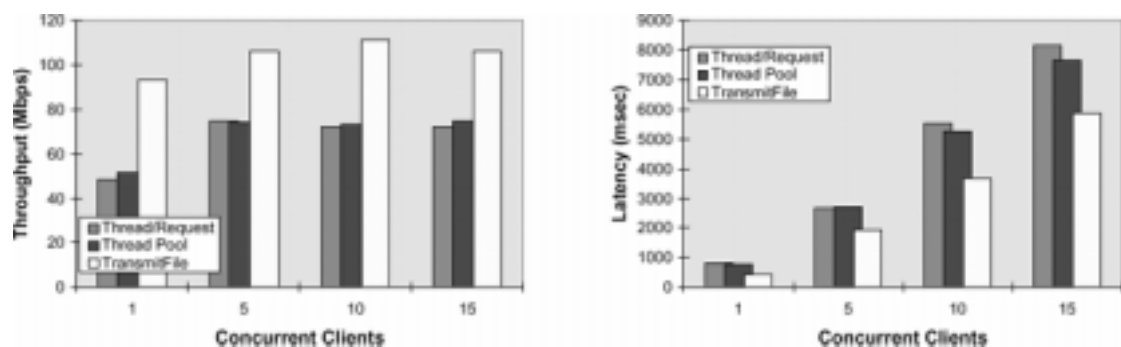 120
100
80
60
40
20
0
Throughput (Mbps)
Thread/Request
Thread Pool
TransmitFile
1 5 10 15
Concurrent Clients
9000
8000
7000
6000
5000
4000
3000
2000
1000
0
Latency (msec)
Thread/Request
Thread Pool
TransmitFile
1 5 10 15
Concurrent Clients